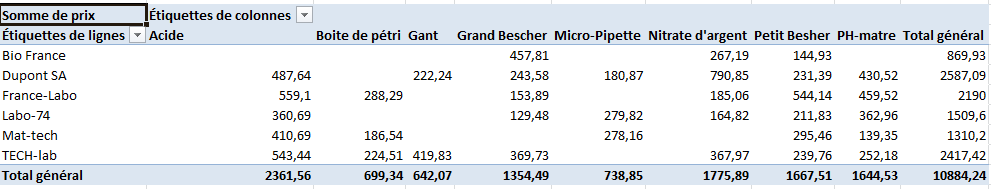 Somme de prix Étiquettes de colonnes
Étiquettes de lignes Acide Boite de pétri Gant Grand Bescher Micro-Pipette Nitrate d'argent Petit Besher PH-matre Total général
Bio France 457,81 267,19 144,93 869,93
Dupont SA 487,64 222,24 243,58 180,87 790,85 231,39 430,52 2587,09
France-Labo 559,1 288,29 153,89 185,06 544,14 459,52 2190
Labo-74 360,69 129,48 279,82 164,82 211,83 362,96 1509,6
Mat-tech 410,69 186,54 278,16 295,46 139,35 1310,2
TECH-lab 543,44 224,51 419,83 369,73 367,97 239,76 252,18 2417,42
Total général 2361,56 699,34 642,07 1354,49 738,85 1775,89 1667,51 1644,53 10884,24